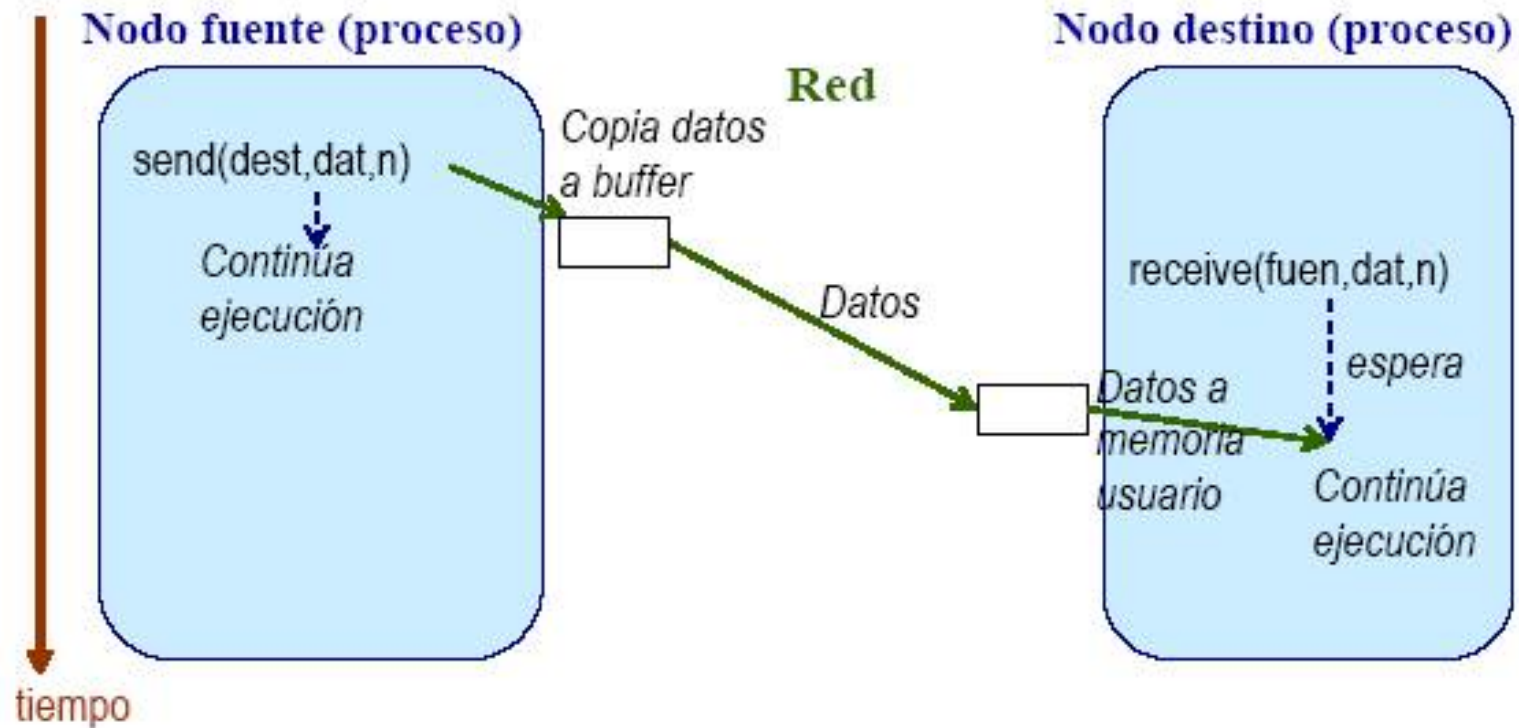 Nodo fuente (proceso)
Nodo destino (proceso)
Red
Copia datos
a buffer
send(dest,dat,n)
Continúa
ejecución
receive(fuen,dat,n)
Datos
espera
Datos a
memoria
usuario
Continúa
ejecución
tiempo